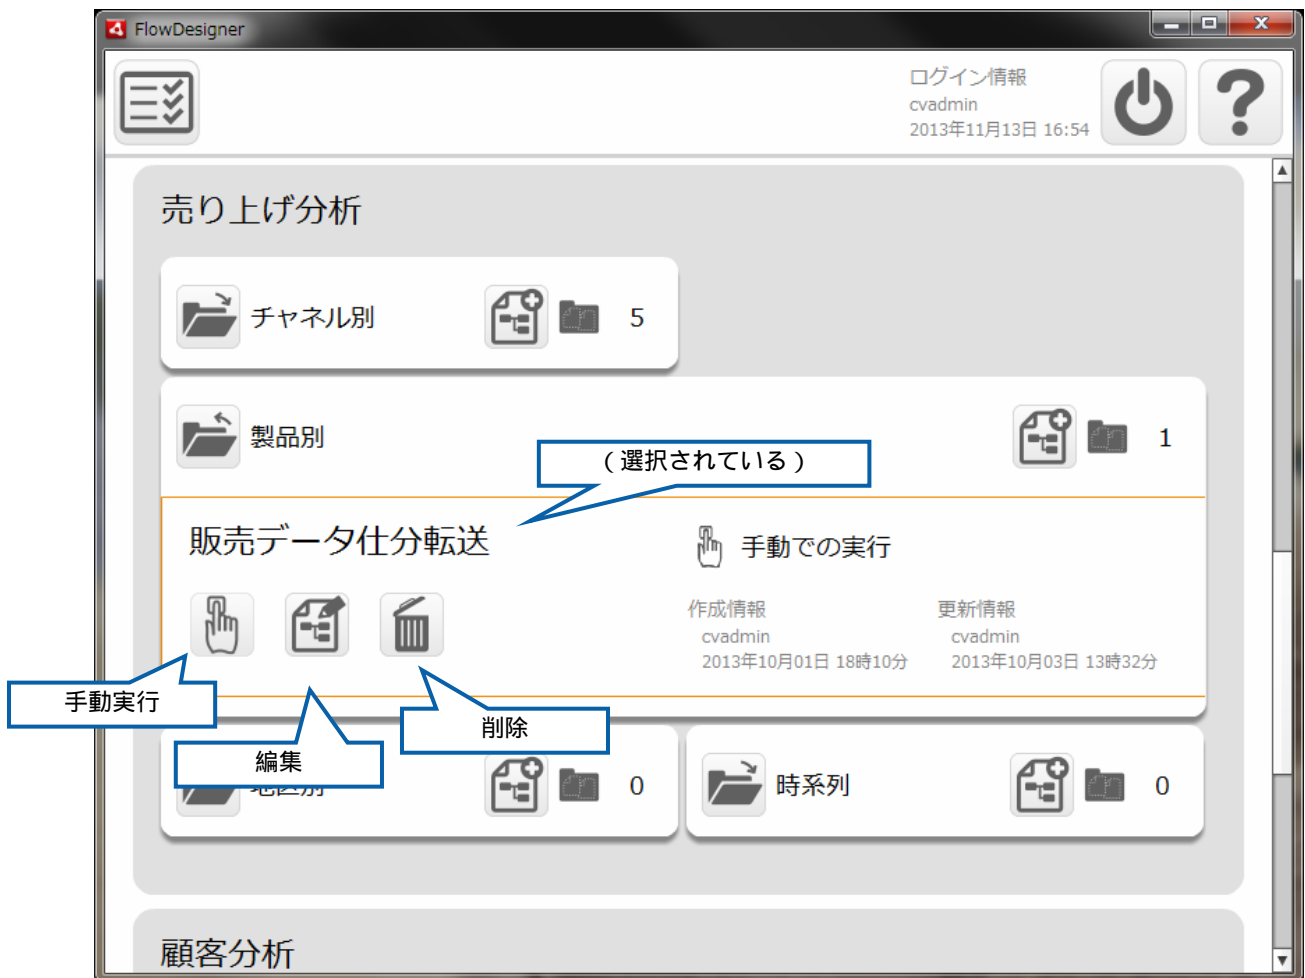 FlowDesigner
ログイン情報
cvadmin
2013年11月13日 16:54
売り上げ分析
チャネル別
5
製品別
1
(選択されている)
販売データ仕分転送
手動での実行
作成情報
cvadmin
2013年10月01日 18時10分
更新情報
cvadmin
2013年10月03日 13時32分
手動実行
編集
削除
地区別
0
時系列
0
顧客分析